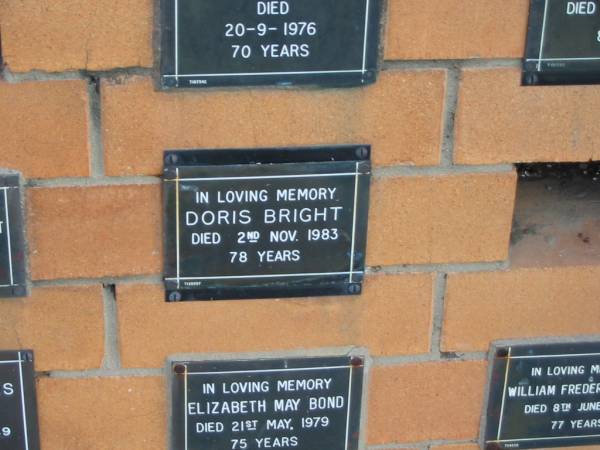 DIED
20-9-1976
70 YEARS
DIED
IN LOVING MEMORY
DORIS BRIGHT
DIED 2ND NOV. 1983
78 YEARS
IN LOVING MEMORY
ELIZABETH MAY BOND
DIED 21ST MAY, 1979
75 YEARS
IN LOVING
WILLIAM FREDER
DIED 8TH JUNE
77 YEARS